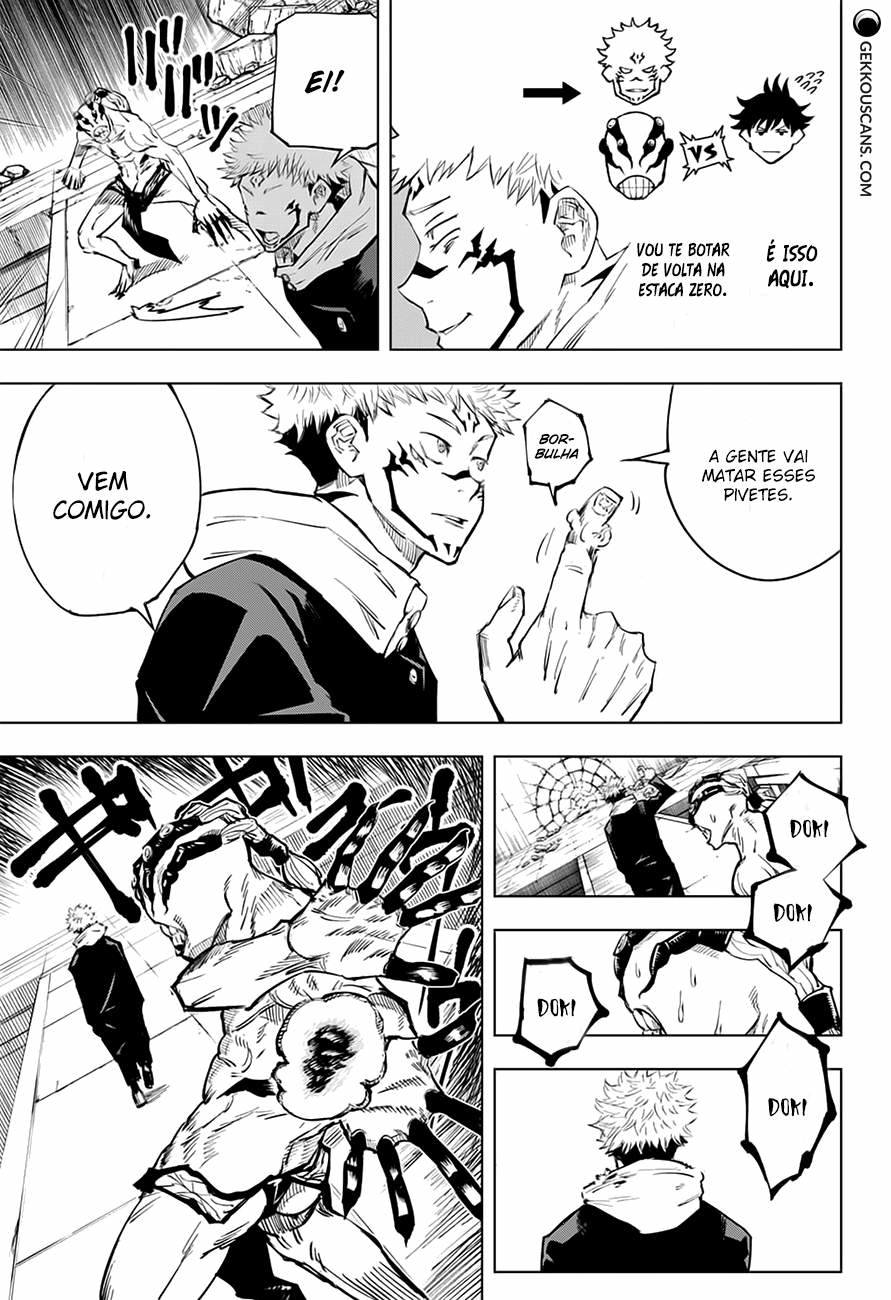 GEKKOUSCANS.COM
VS
É ISSO
AQUI.
VOU TE BOTAR
DE VOLTA NA
ESTACA ZERO.
EI!
A GENTE VAI
MATAR ESSES
PIVETES.
BOR-
BULHA
VEM
COMIGO.
DOKI
DOKI
DOKI
DOKI